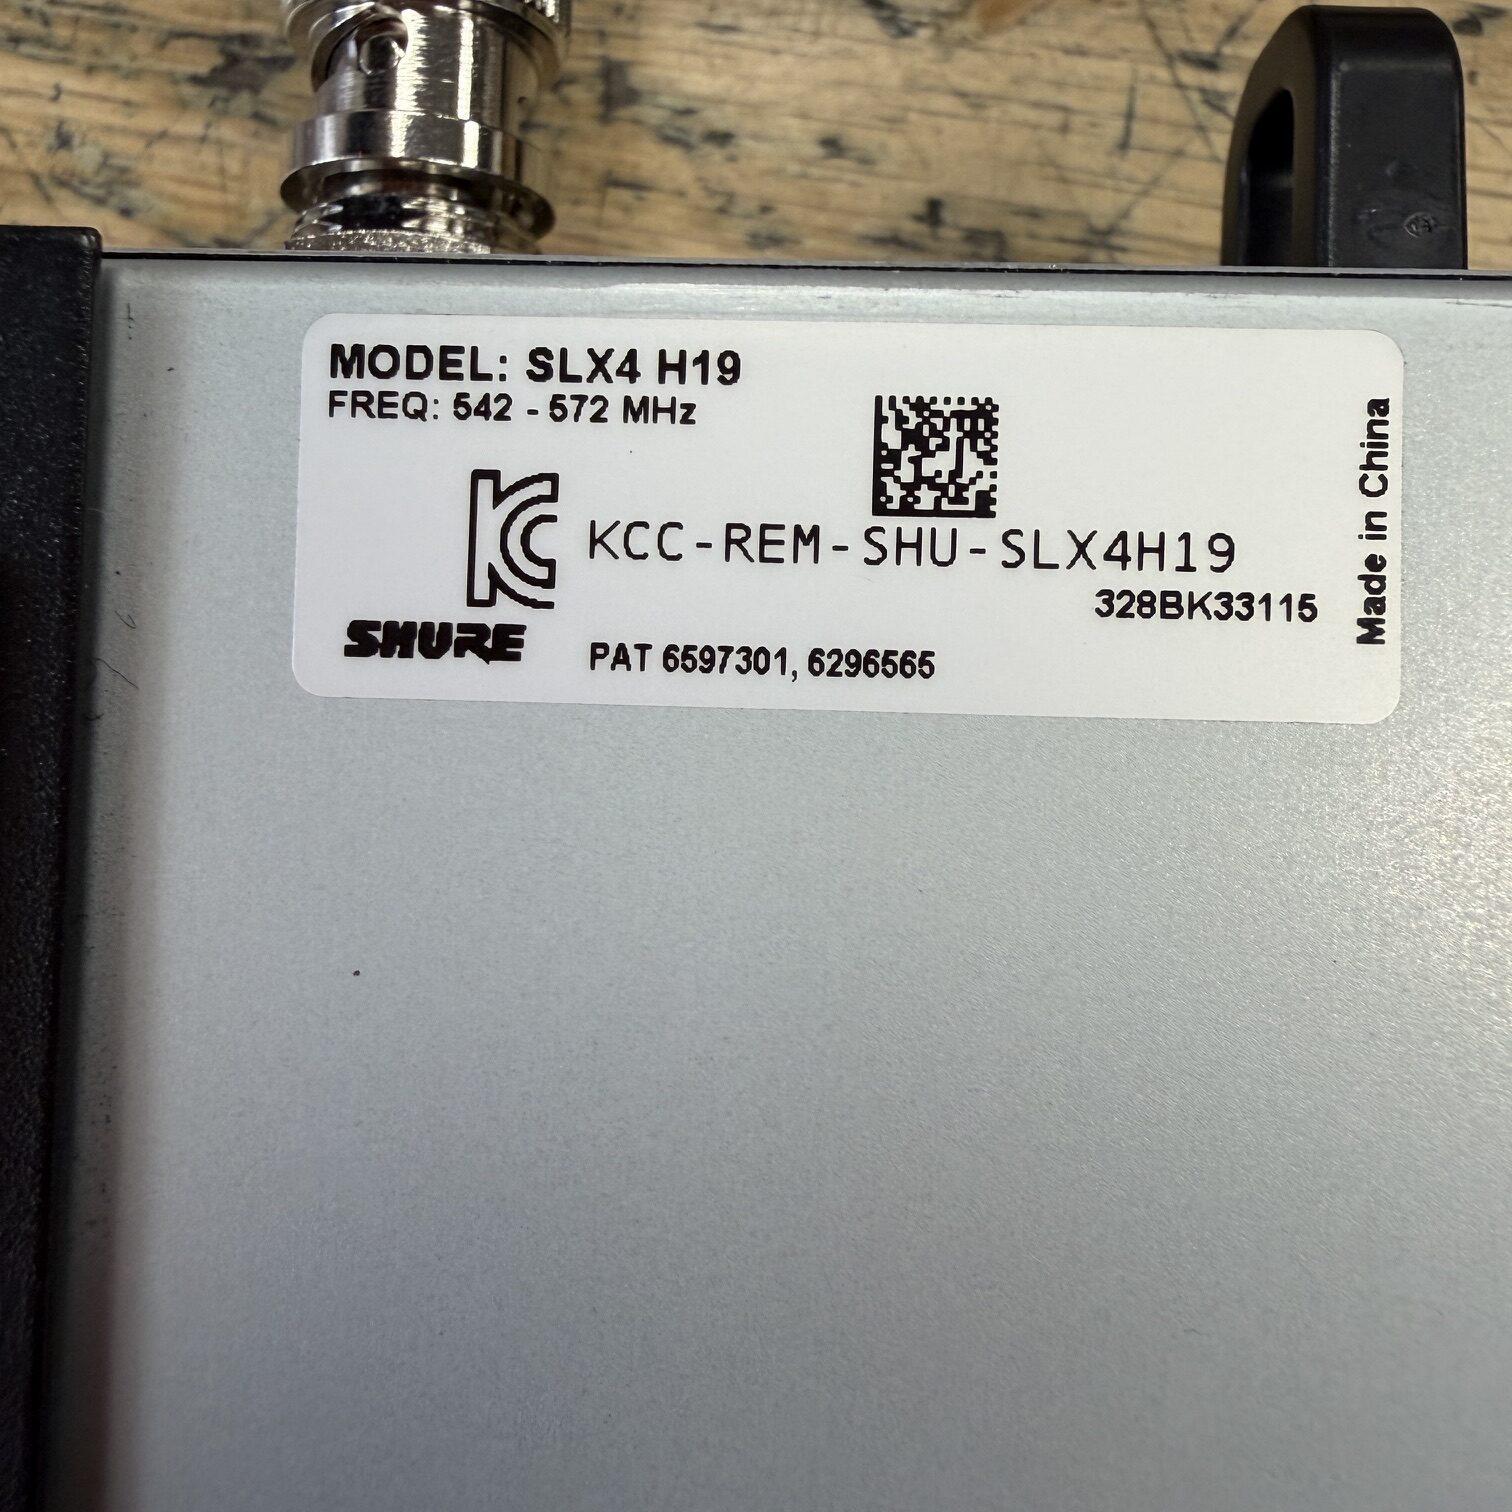 MODEL: SLX4 H19
FREQ: 542 - 572 MHz
KCC-REM-SHU-SLX4H19
328BK33115
SHURE
PAT 6597301, 6296565
Made in China